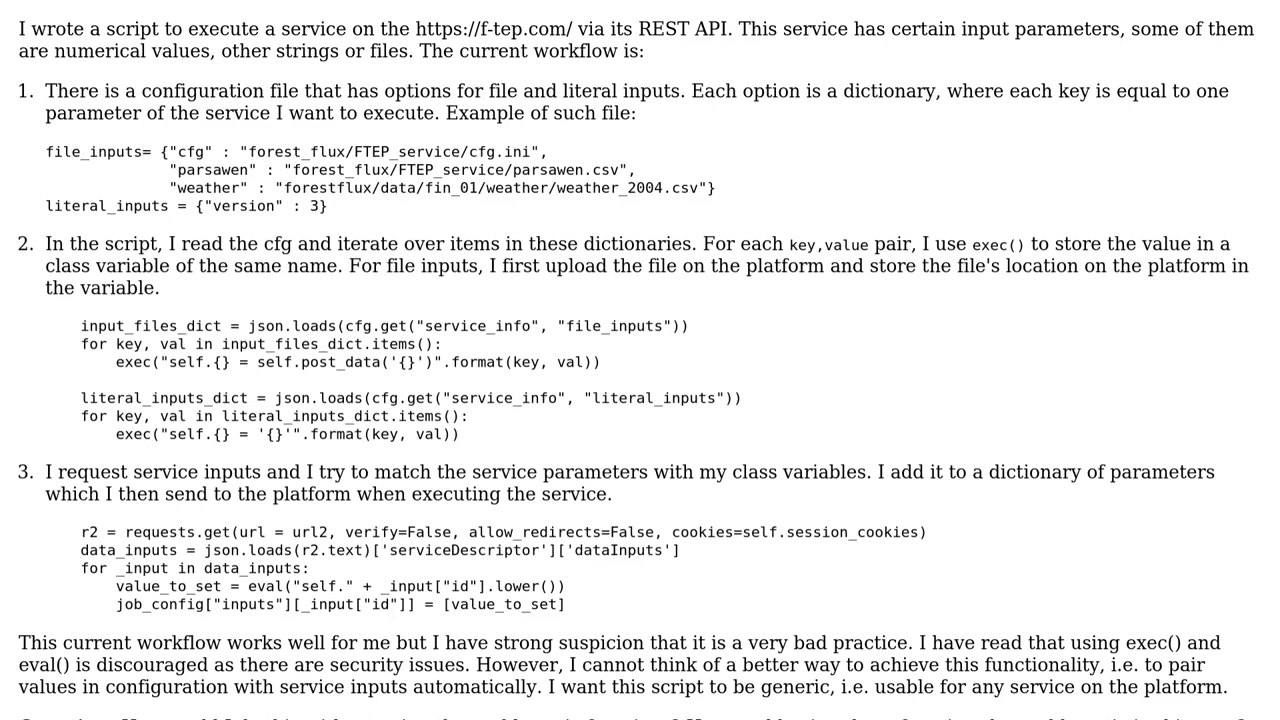 I wrote a script to execute a service on the https://f-tep.com/ via its REST API. This service has certain input parameters, some of them
are numerical values, other strings or files. The current workflow is:
1. There is a configuration file that has options for file and literal inputs. Each option is a dictionary, where each key is equal to one
parameter of the service I want to execute. Example of such file:
file_inputs= {"cfg" : "forest_flux/FTEP_service/cfg.ini",
"parsawen" : "forest_flux/FTEP_service/parsawen.csv",
"weather" : "forestflux/data/fin_01/weather/weather_2004.csv"}
literal_inputs = {"version" : 3}
2. In the script, I read the cfg and iterate over items in these dictionaries. For each key,value pair, I use exec() to store the value in a
class variable of the same name. For file inputs, I first upload the file on the platform and store the file's location on the platform in
the variable.
input_files_dict = json.loads(cfg.get("service_info", "file_inputs"))
for key, val in input_files_dict.items():
exec("self.{} = self.post_data('{}')".format(key, val))
literal_inputs_dict = json.loads(cfg.get("service_info", "literal_inputs"))
for key, val in literal_inputs_dict.items():
exec("self.{} = '{}'".format(key, val))
3. I request service inputs and I try to match the service parameters with my class variables. I add it to a dictionary of parameters
which I then send to the platform when executing the service.
r2 = requests.get(url = url2, verify=False, allow_redirects=False, cookies=self.session_cookies)
data_inputs = json.loads(r2.text)['serviceDescriptor']['dataInputs']
for _input in data_inputs:
value_to_set = eval("self." + _input["id"].lower())
job_config["inputs"][_input["id"]] = [value_to_set]
This current workflow works well for me but I have strong suspicion that it is a very bad practice. I have read that using exec() and
eval() is discouraged as there are security issues. However, I cannot think of a better way to achieve this functionality, i.e. to pair
values in configuration with service inputs automatically. I want this script to be generic, i.e. usable for any service on the platform.